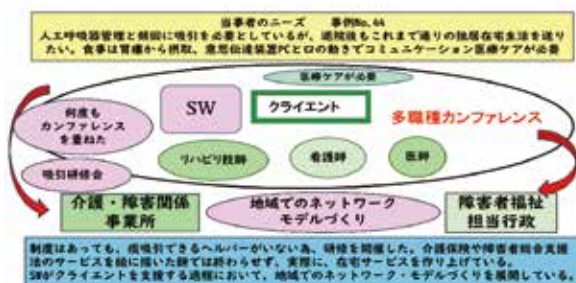 当事者のニーズ　事例No.44
人工呼吸器管理と頻回に吸引を必要としているが、退院後もこれまで通りの独居在宅生活を送り
たい。食事は胃瘻から摂取、意思伝達装置PCと口の動きでコミュニケーション医療ケアが必要
医療ケアが必要
SW
クライエント
何度も
カンファレンス
を重ねた
多職種カンファレンス
リハビリ技師
看護師
医師
吸引研修会
介護・障害関係
事業所
地域でのネットワーク
モデルづくり
障害者福祉
担当行政
制度はあっても、痰吸引できるヘルパーがいない為、研修を開催した。介護保険や障害者総合支援
法のサービスを絵に描いた餅では終わらせず、実際に、在宅サービスを作り上げている。
SWがクライエントを支援する過程において、地域でのネットワーク・モデルづくりを展開している。